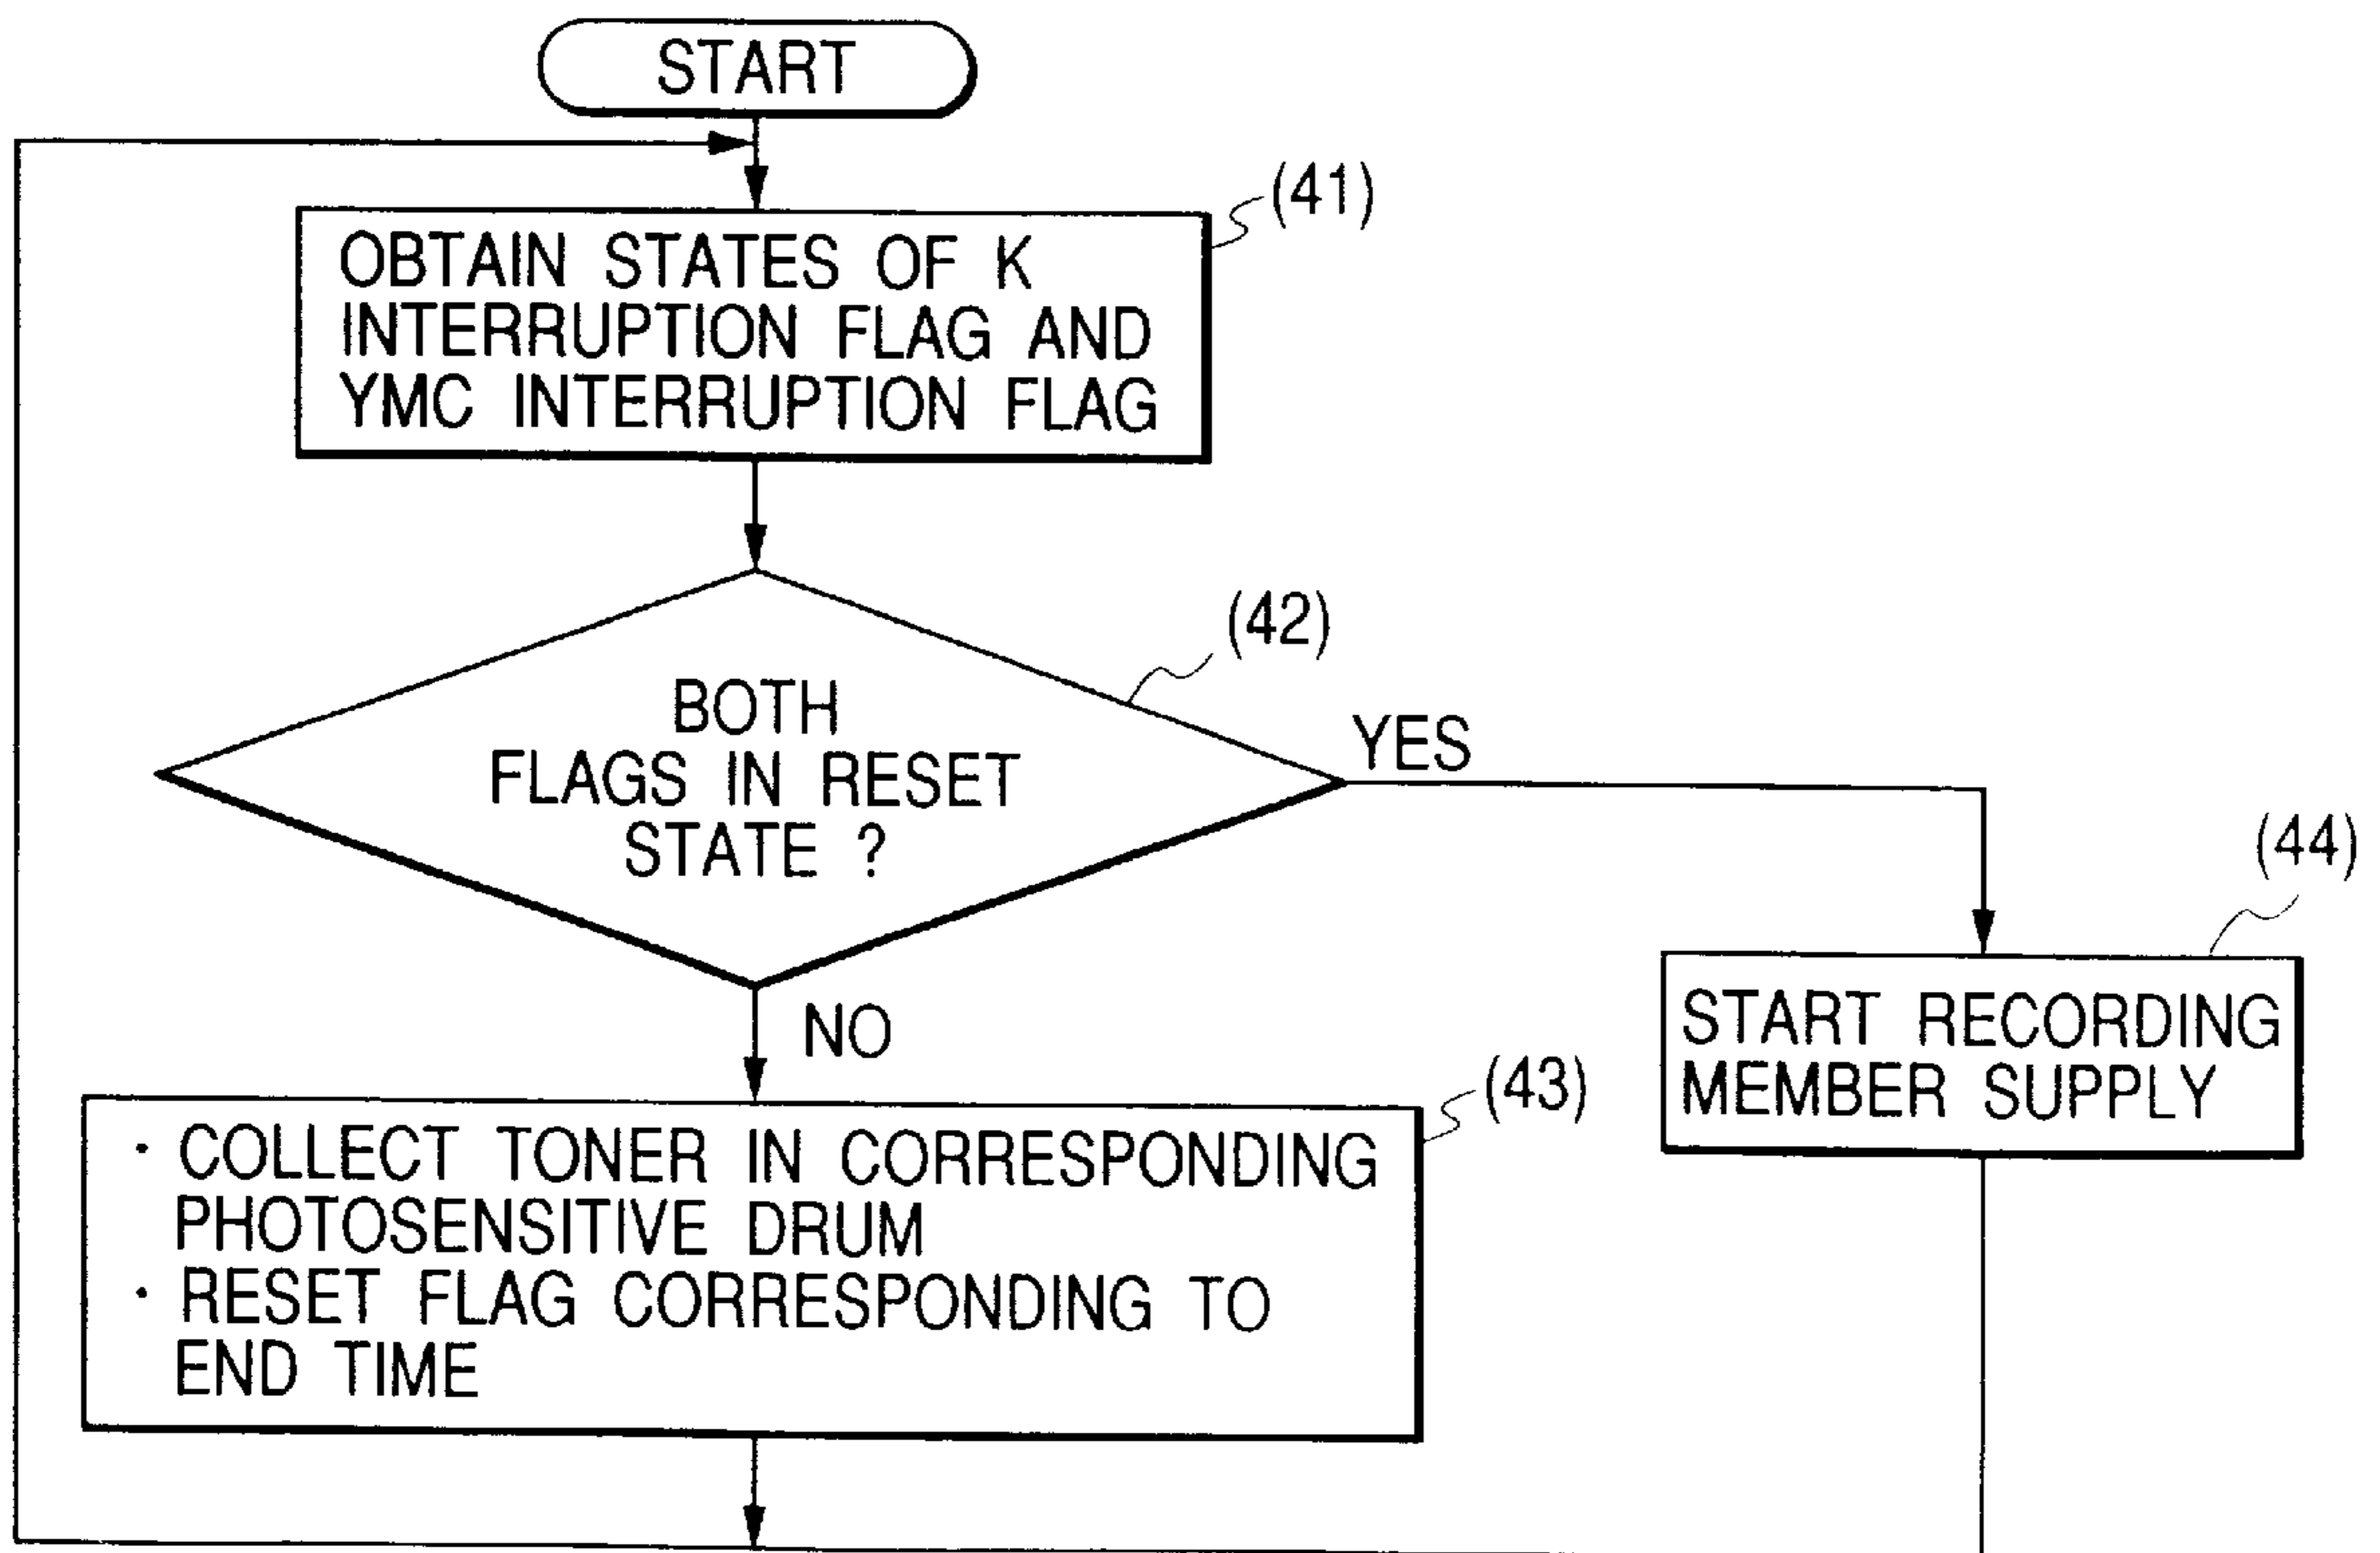 START
(41)
OBTAIN STATES OF K
INTERRUPTION FLAG AND
YMC INTERRUPTION FLAG
(42)
BOTH
FLAGS IN RESET
STATE ?
YES
(44)
START RECORDING
MEMBER SUPPLY
NO
(43)
· COLLECT TONER IN CORRESPONDING
PHOTOSENSITIVE DRUM
· RESET FLAG CORRESPONDING TO
END TIME